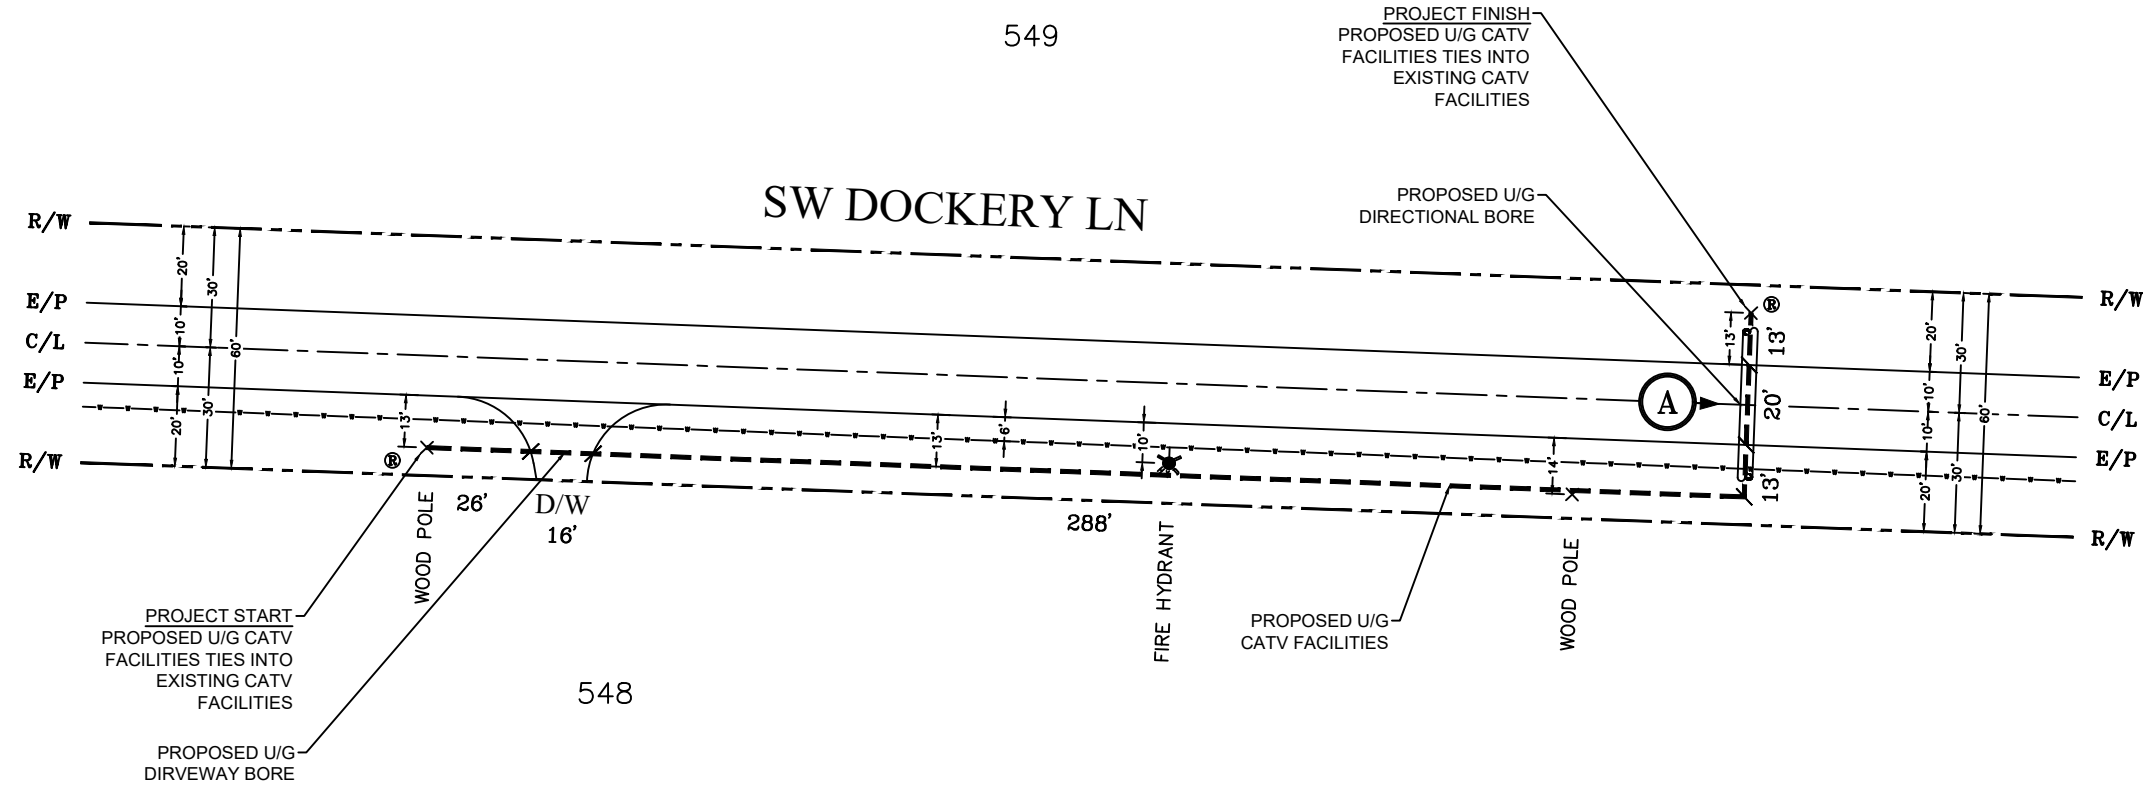 549
PROJECT FINISH
PROPOSED U/G CATV
FACILITIES TIES INTO
EXISTING CATV
FACILITIES
PROPOSED U/G
DIRECTIONAL BORE
SW DOCKERY LN
R/W
E/P
C/L
E/P
R/W
20'
10'
10'
20'
30'
30'
60'
13'
®
WOOD POLE
26'
D/W
16'
13'
6'
10'
288'
FIRE HYDRANT
14'
WOOD POLE
A
®
13'
13'
20'
13'
20'
10'
10'
20'
30'
30'
60'
R/W
E/P
C/L
E/P
R/W
PROJECT START
PROPOSED U/G CATV
FACILITIES TIES INTO
EXISTING CATV
FACILITIES
PROPOSED U/G
DIRVEWAY BORE
548
PROPOSED U/G
CATV FACILITIES